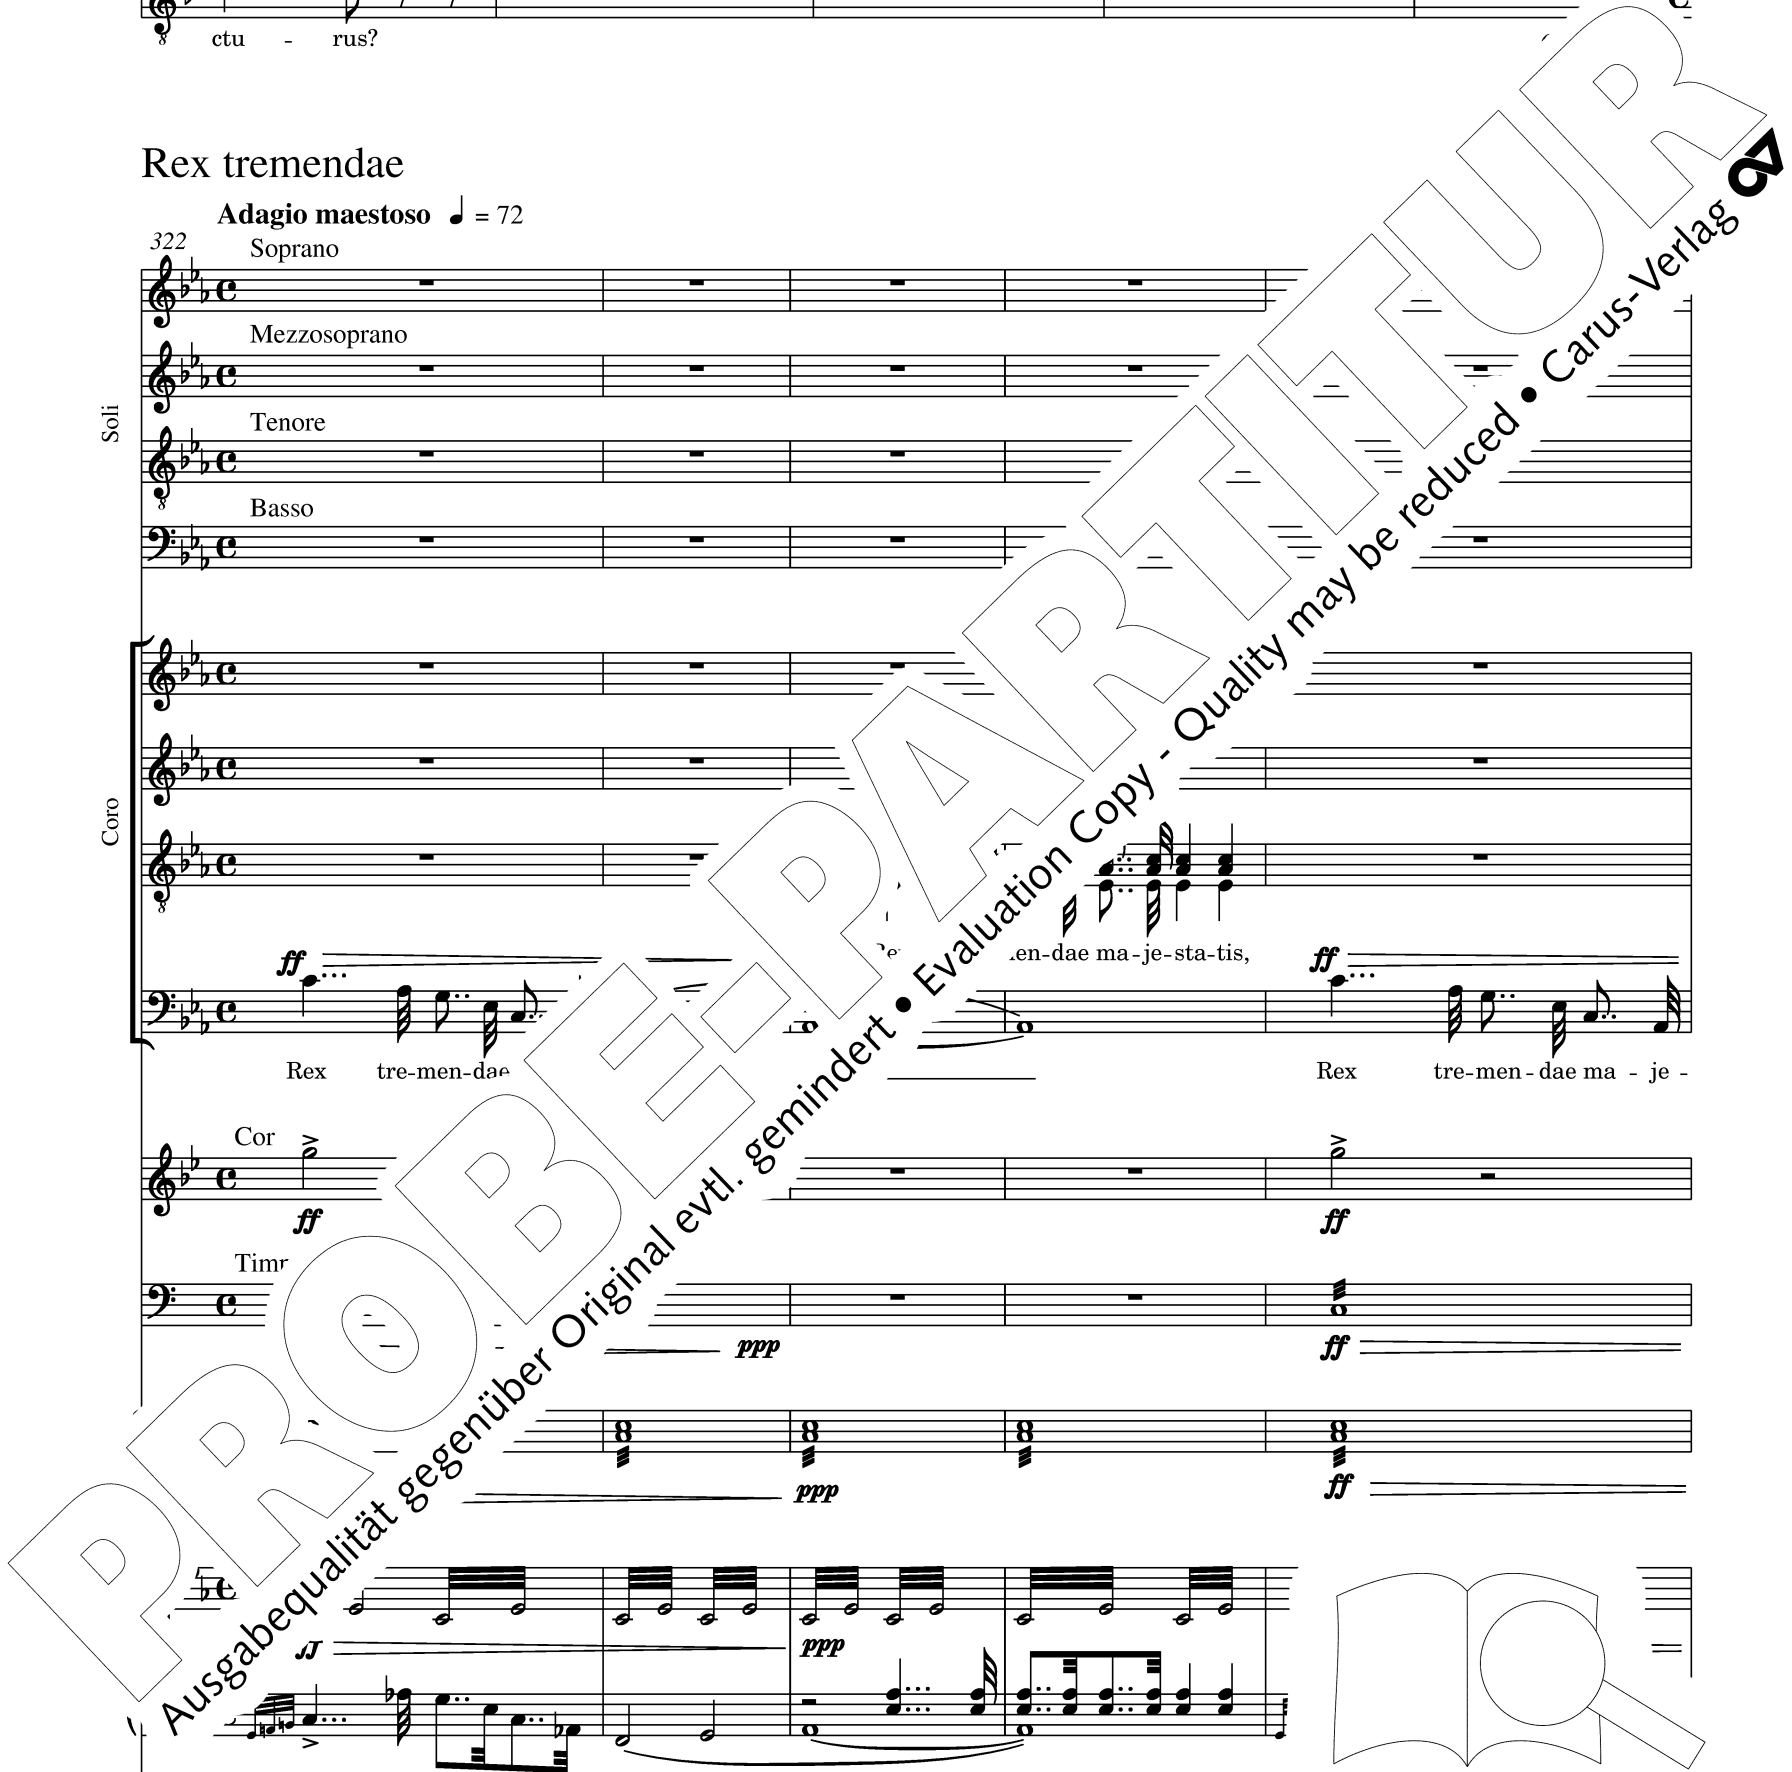 ctu - rus?
Rex tremendae
Adagio maestoso ♩ = 72
322
Soprano
Mezzosoprano
Tenore
Basso
Soli
Coro
en-dae ma-je-sta-tis,
ff ff
Rex tre-men-dae Rex tre-men-dae ma-je-
Cor
ff ff
ppp ff
ppp ff
ppp
PROBE-PARTITUR
Ausgabequalität gegenüber Original evtl. gemindert • Evaluation Copy - Quality may be reduced • Carus-Verlag